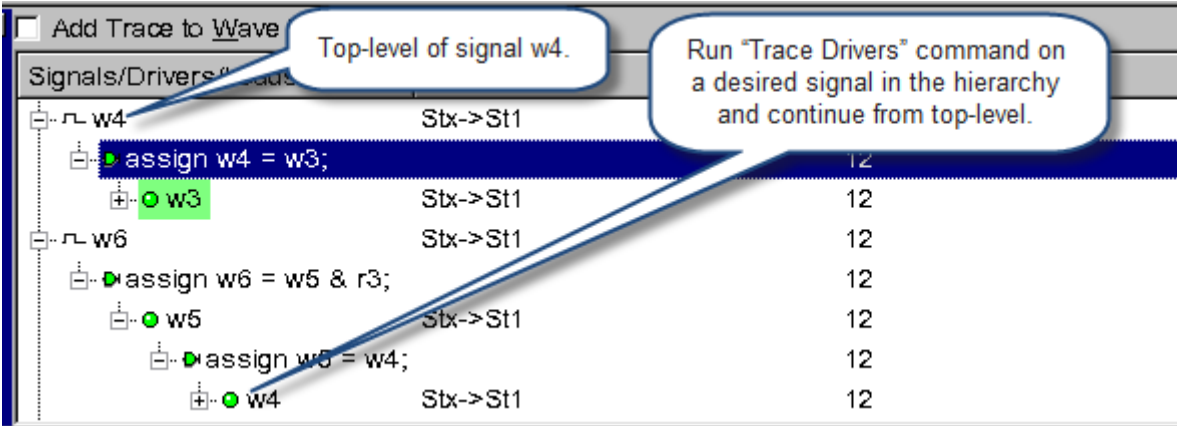 Add Trace to Wave
Top-level of signal w4.
Run “Trace Drivers” command on
a desired signal in the hierarchy
and continue from top-level.
Signals/Drivers/Loads
w4 Stx->St1
assign w4 = w3; 12
w3 Stx->St1 12
w6 Stx->St1 12
assign w6 = w5 & r3; 12
w5 Stx->St1 12
assign w5 = w4; 12
w4 Stx->St1 12